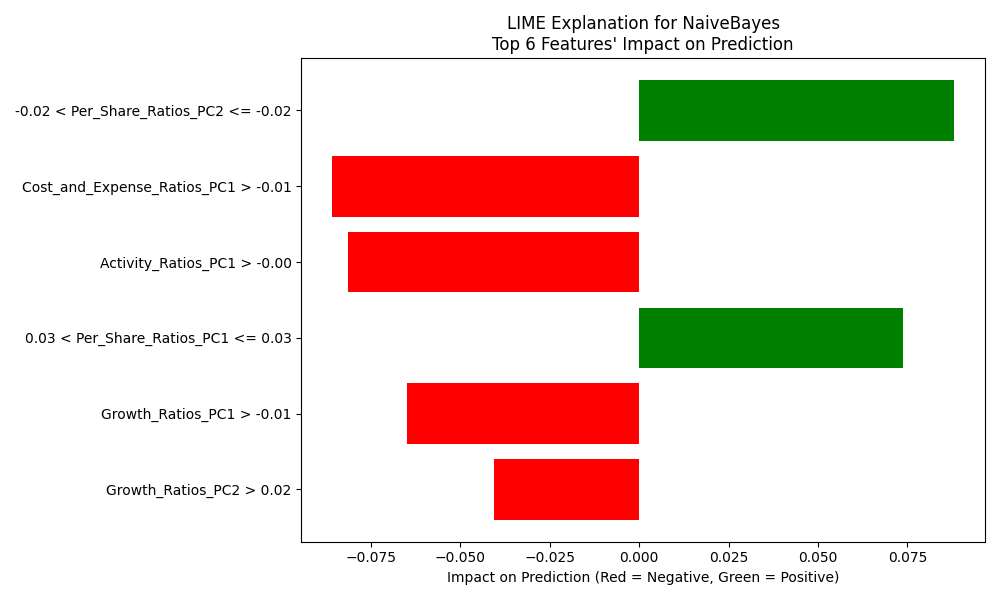 LIME Explanation for NaiveBayes
Top 6 Features' Impact on Prediction
-0.02 < Per_Share_Ratios_PC2 <= -0.02
Cost_and_Expense_Ratios_PC1 > -0.01
Activity_Ratios_PC1 > -0.00
0.03 < Per_Share_Ratios_PC1 <= 0.03
Growth_Ratios_PC1 > -0.01
Growth_Ratios_PC2 > 0.02
−0.075 −0.050 −0.025 0.000 0.025 0.050 0.075
Impact on Prediction (Red = Negative, Green = Positive)